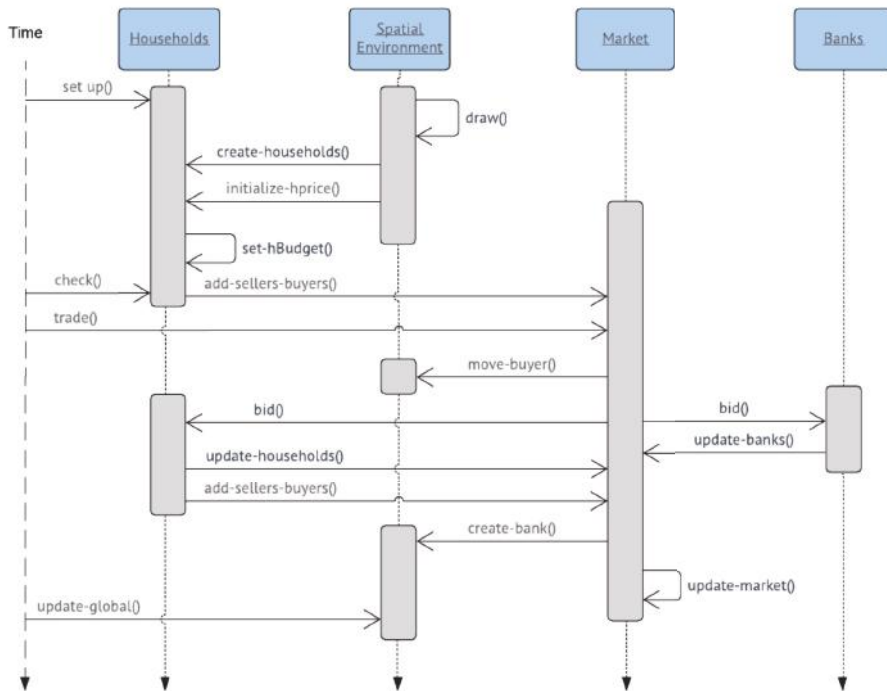 Time
Households
Spatial
Environment
Market
Banks
set up()
draw()
create-households()
initialize-hprice()
set-hBudget()
check()
add-sellers-buyers()
trade()
move-buyer()
bid()
bid()
update-banks()
update-households()
add-sellers-buyers()
create-bank()
update-market()
update-global()